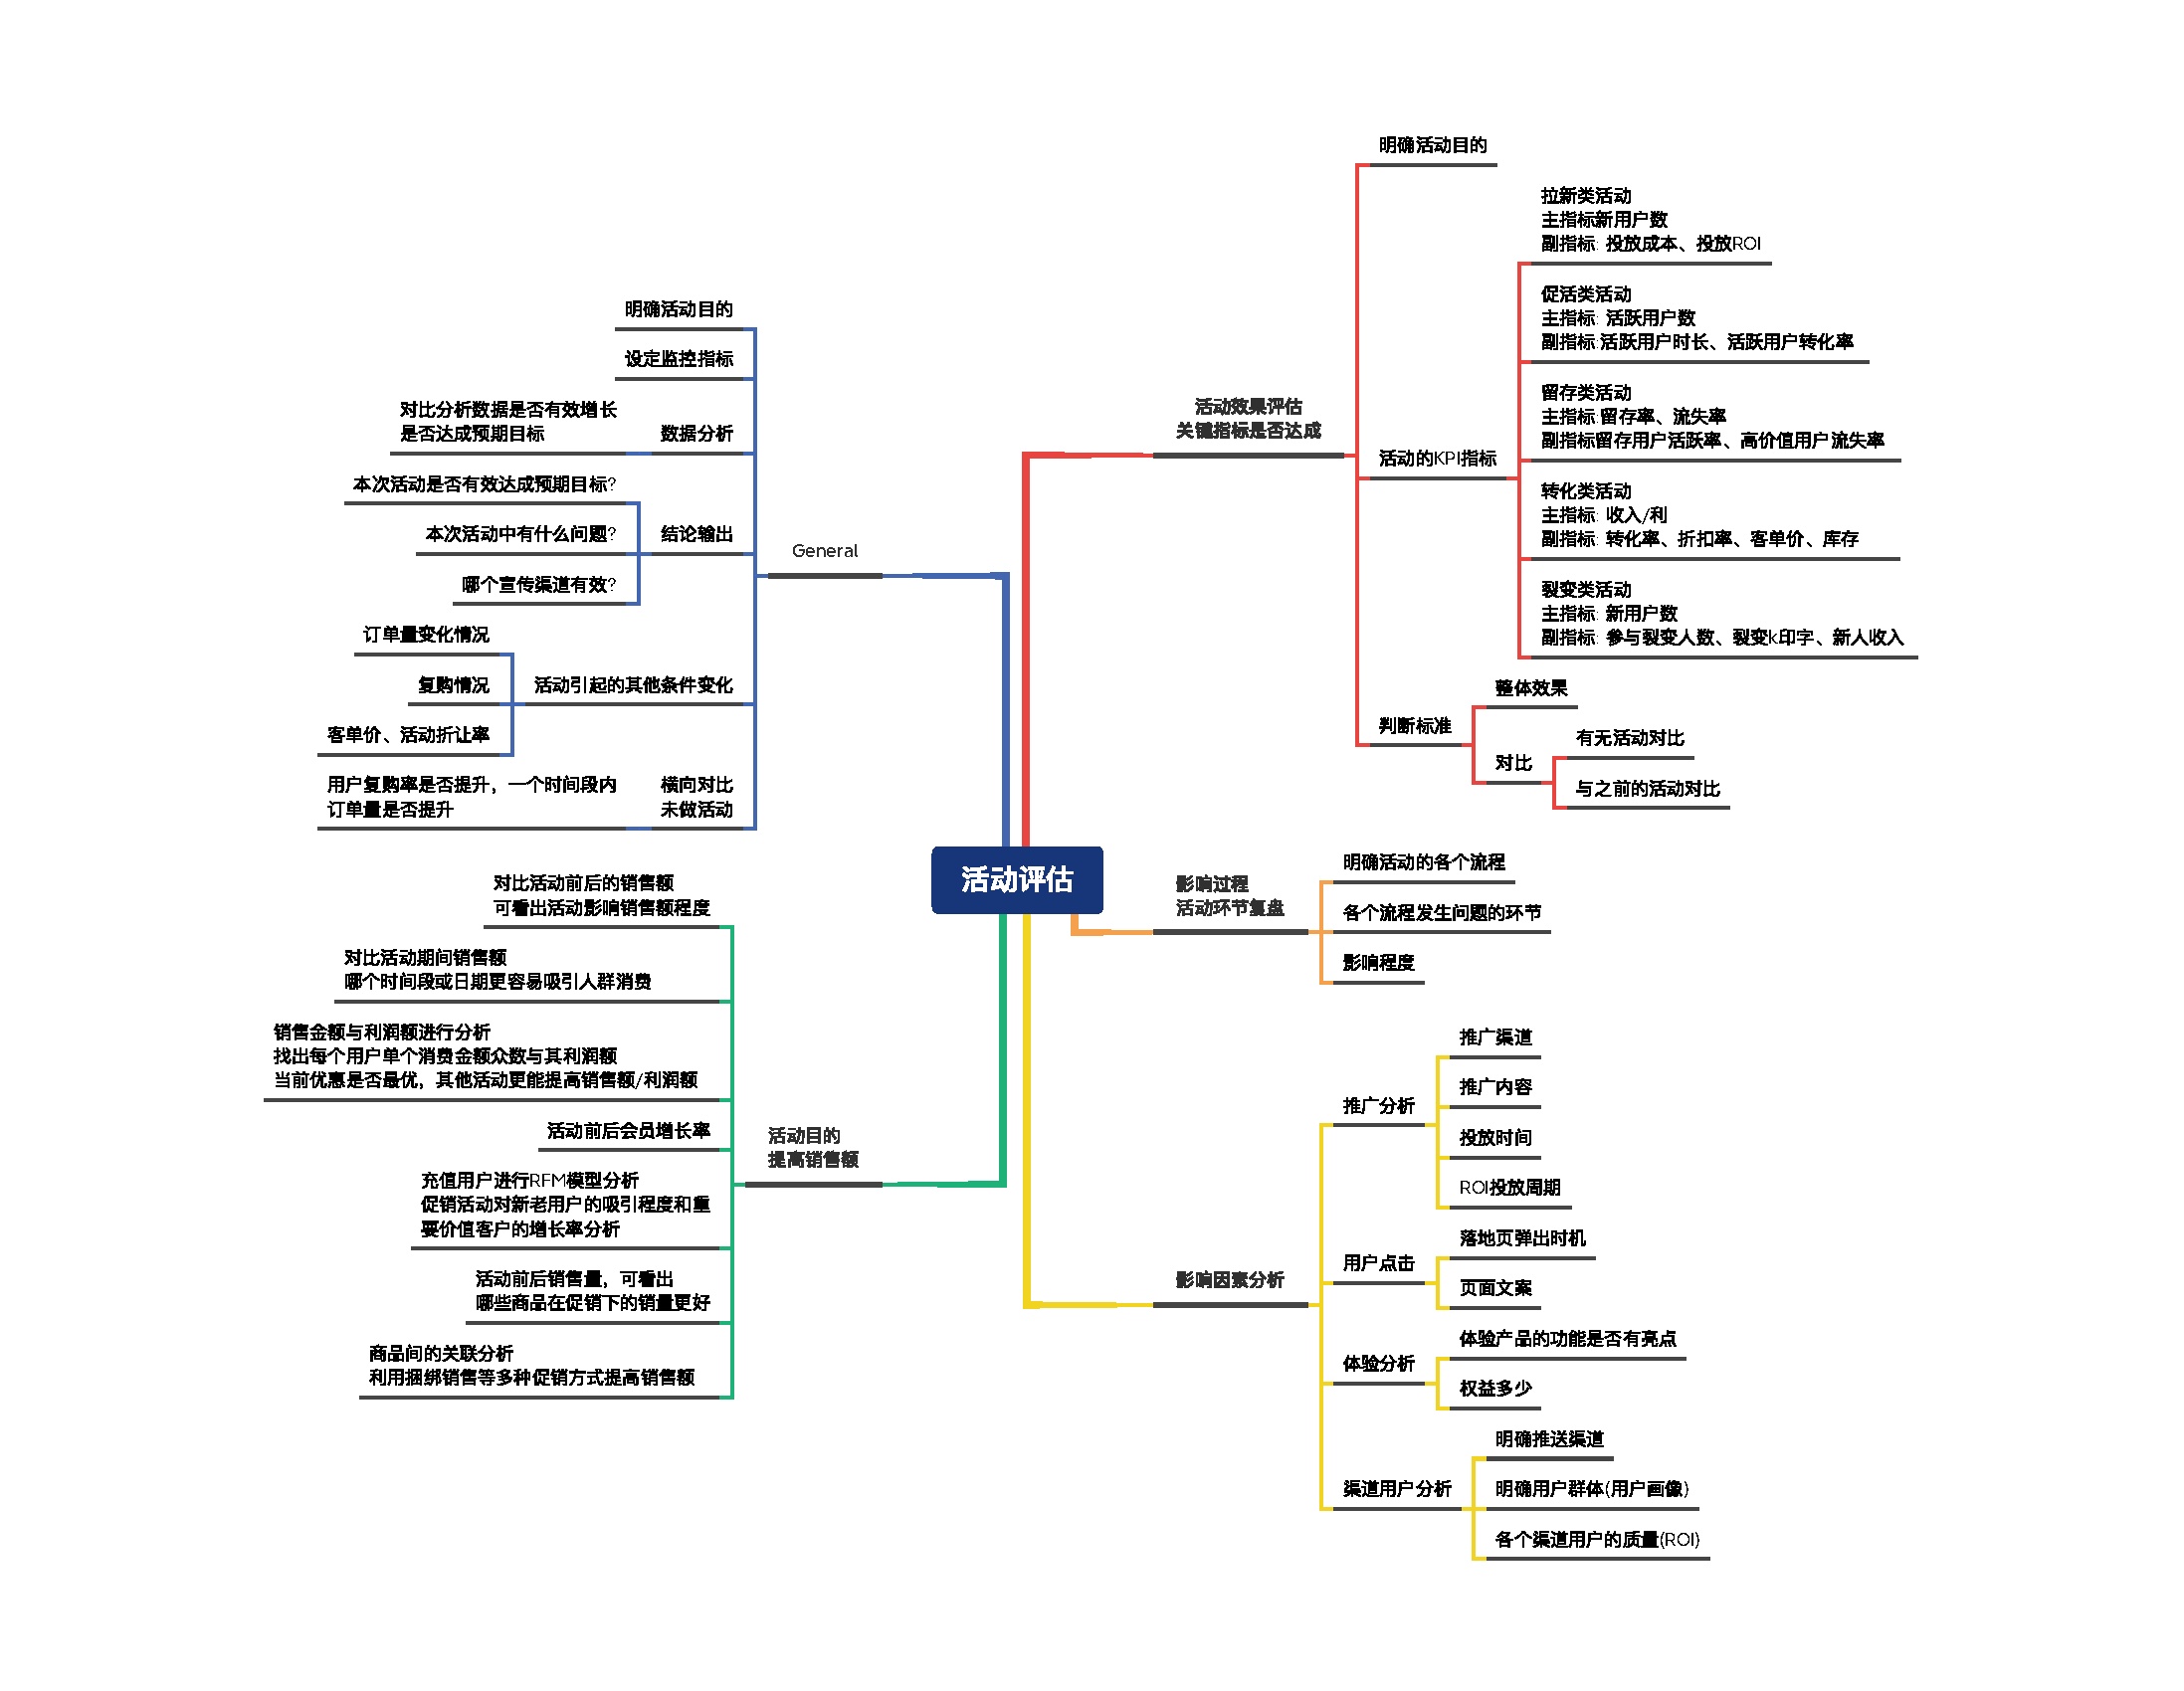 活动评估
活动效果评估
关键指标是否达成
明确活动目的
活动的KPI指标
拉新类活动
主指标新用户数
副指标: 投放成本、投放ROI
促活类活动
主指标: 活跃用户数
副指标:活跃用户时长、活跃用户转化率
留存类活动
主指标:留存率、流失率
副指标留存用户活跃率、高价值用户流失率
转化类活动
主指标: 收入/利
副指标: 转化率、折扣率、客单价、库存
裂变类活动
主指标: 新用户数
副指标: 参与裂变人数、裂变K印字、新人收入
判断标准
整体效果
对比
有无活动对比
与之前的活动对比
影响过程
活动环节复盘
明确活动的各个流程
各个流程发生问题的环节
影响程度
影响因素分析
推广分析
推广渠道
推广内容
投放时间
ROI投放周期
用户点击
落地页弹出时机
页面文案
体验分析
体验产品的功能是否有亮点
权益多少
渠道用户分析
明确推送渠道
明确用户群体(用户画像)
各个渠道用户的质量(ROI)
General
明确活动目的
设定监控指标
数据分析
对比分析数据是否有效增长
是否达成预期目标
结论输出
本次活动是否有效达成预期目标?
本次活动中有什么问题?
哪个宣传渠道有效?
活动引起的其他条件变化
订单量变化情况
复购情况
客单价、活动折让率
横向对比
未做活动
用户复购率是否提升，一个时间段内
订单量是否提升
活动目的
提高销售额
对比活动前后的销售额
可看出活动影响销售额程度
对比活动期间销售额
哪个时间段或日期更容易吸引人群消费
销售金额与利润额进行分析
找出每个用户单个消费金额众数与其利润额
当前优惠是否最优，其他活动更能提高销售额/利润额
活动前后会员增长率
充值用户进行RFM模型分析
促销活动对新老用户的吸引程度和重
要价值客户的增长率分析
活动前后销售量，可看出
哪些商品在促销下的销量更好
商品间的关联分析
利用捆绑销售等多种促销方式提高销售额